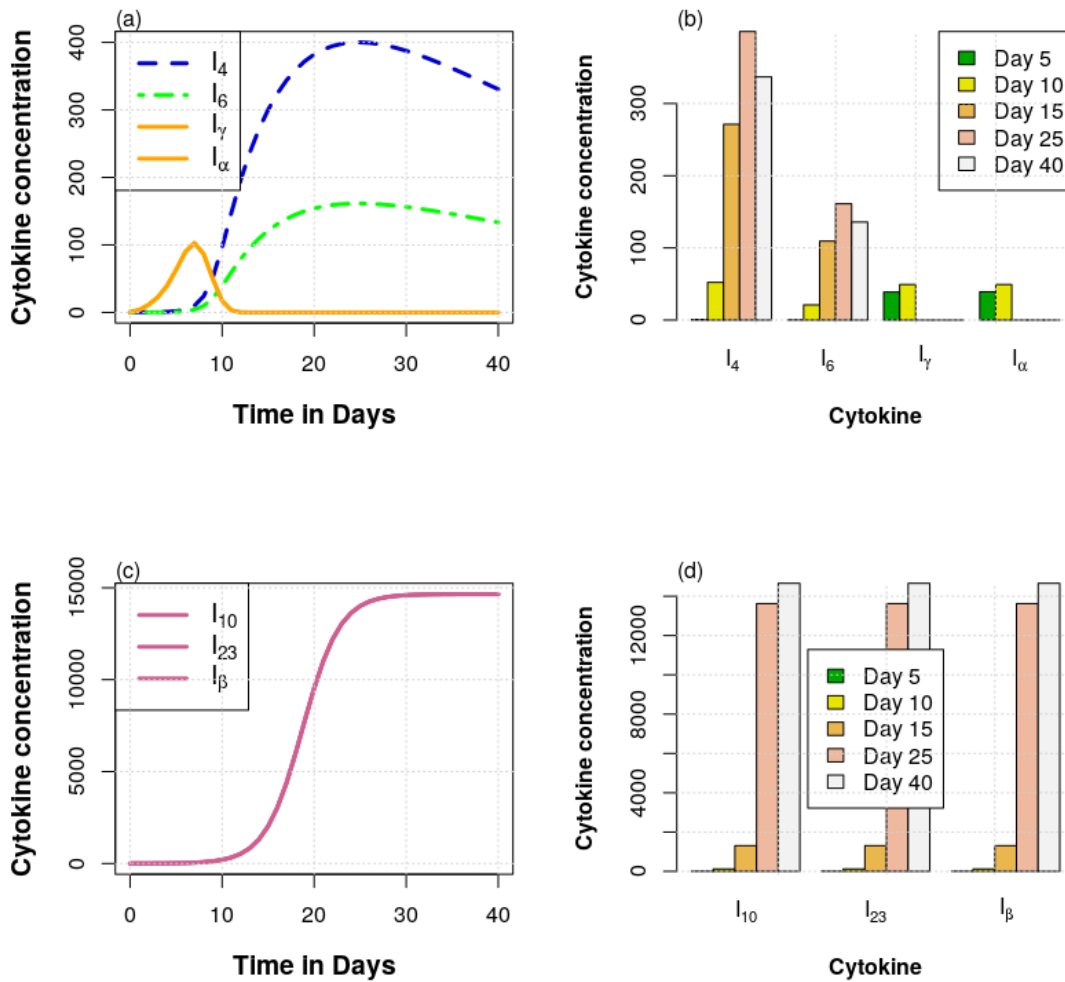 (a)
I4
I6
Iγ
Iα
Cytokine concentration
0 100 200 300 400
0 10 20 30 40
Time in Days
(b)
Day 5
Day 10
Day 15
Day 25
Day 40
Cytokine concentration
0 100 200 300
I4 I6 Iγ Iα
Cytokine
(c)
I10
I23
Iβ
Cytokine concentration
0 5000 10000 15000
0 10 20 30 40
Time in Days
(d)
Day 5
Day 10
Day 15
Day 25
Day 40
Cytokine concentration
0 4000 8000 12000
I10 I23 Iβ
Cytokine